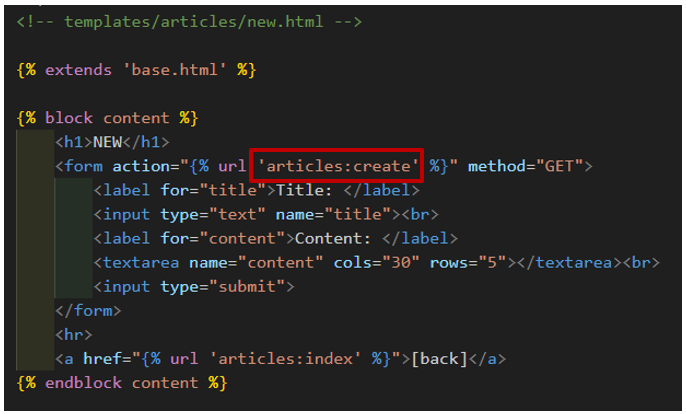 <!-- templates/articles/new.html -->
{% extends 'base.html' %}
{% block content %}
<h1>NEW</h1>
<form action="{% url 'articles:create' %}" method="GET">
<label for="title">Title: </label>
<input type="text" name="title"><br>
<label for="content">Content: </label>
<textarea name="content" cols="30" rows="5"></textarea><br>
<input type="submit">
</form>
<hr>
<a href="{% url 'articles:index' %}">[back]</a>
{% endblock content %}